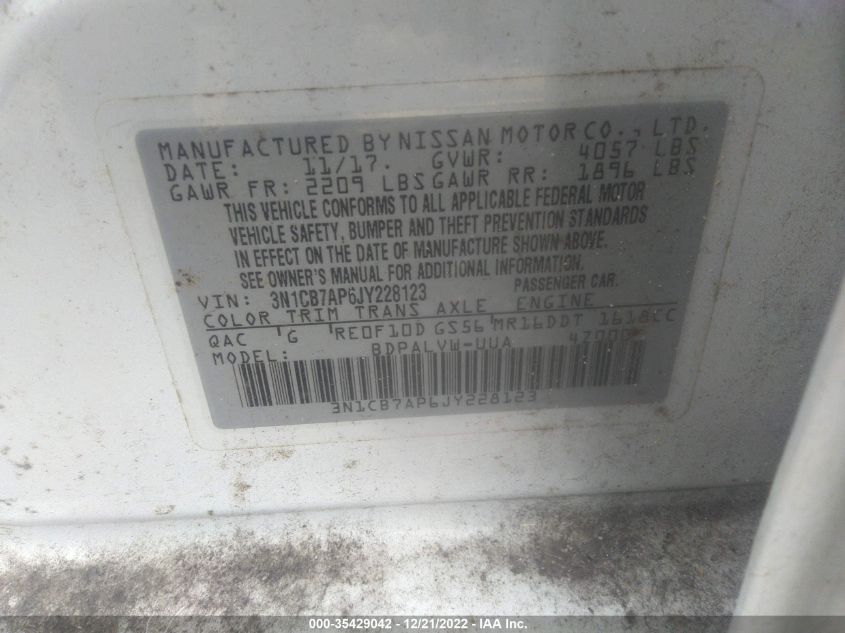 MANUFACTURED BY NISSAN MOTOR CO., LTD.
DATE: 11/17. GVWR: 4057 LBS
GAWR FR: 2209 LBS GAWR RR: 1896 LBS
THIS VEHICLE CONFORMS TO ALL APPLICABLE FEDERAL MOTOR
VEHICLE SAFETY, BUMPER AND THEFT PREVENTION STANDARDS
IN EFFECT ON THE DATE OF MANUFACTURE SHOWN ABOVE.
SEE OWNER'S MANUAL FOR ADDITIONAL INFORMATION.
VIN: 3N1CB7AP6JY228123 PASSENGER CAR.
COLOR TRIM TRANS AXLE ENGINE
QAC G RE0F10D GS56 MR16DDT 1618CC
MODEL: BDPALVW-UUA
3N1CB7AP6JY228123
000-35429042 - 12/21/2022 - IAAI.com